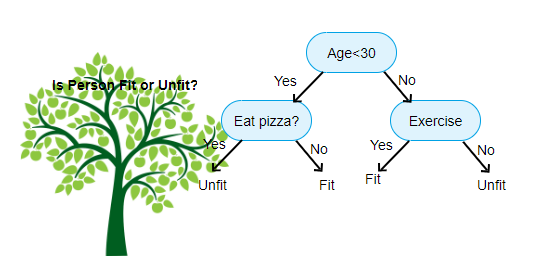 Age<30
Is Person Fit or Unfit?
Yes
No
Eat pizza?
Exercise
Yes
No
Yes
No
Unfit
Fit
Fit
Unfit